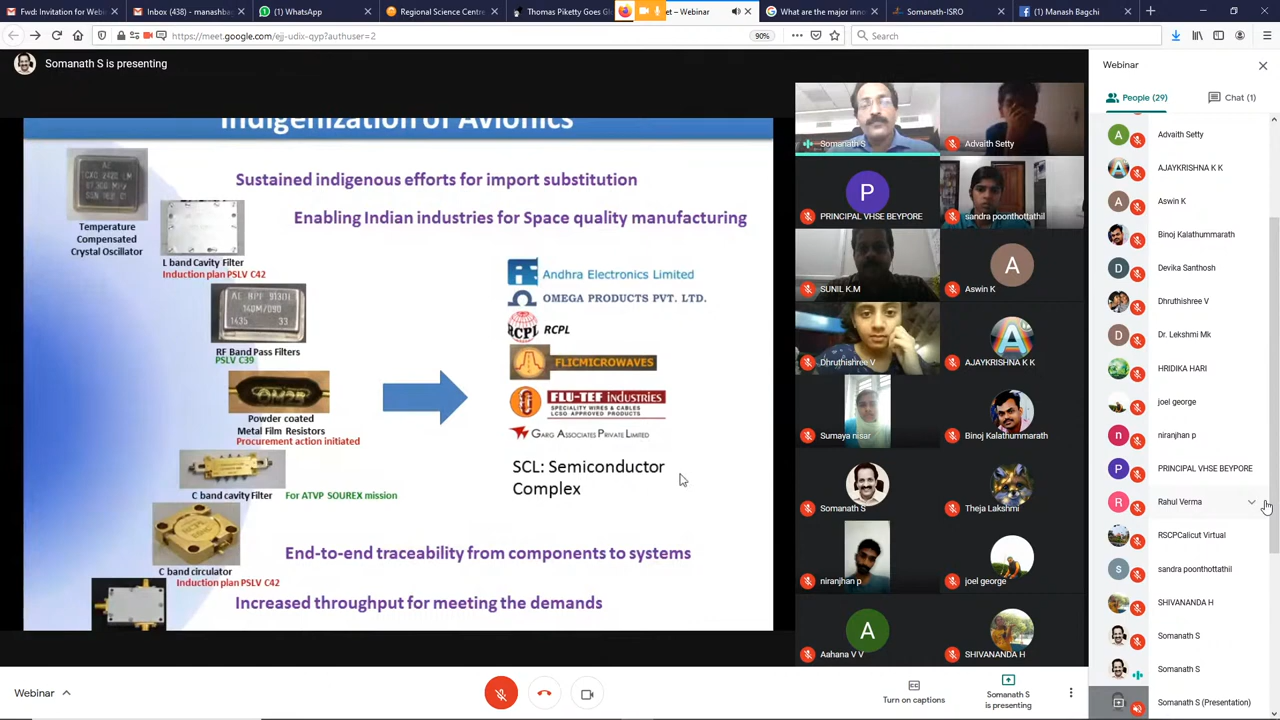 Fwd: Invitation for Webinar
Inbox (438) - manashbag
(1) WhatsApp
Regional Science Centre
Thomas Piketty Goes G
et – Webinar
What are the major inno
Somanath-ISRO
(1) Manash Bagchi
https://meet.google.com/ejj-udix-qyp?authuser=2
90%
Search
Somanath S is presenting
Indigenization of Avionics
Sustained indigenous efforts for import substitution
Enabling Indian industries for Space quality manufacturing
Temperature
Compensated
Crystal Oscillator
L band Cavity Filter
Induction plan PSLV C42
RF Band Pass Filters
PSLV C39
Powder coated
Metal Film Resistors
Procurement action initiated
C band cavity Filter
For ATVP SOUREX mission
C band circulator
Induction plan PSLV C42
Andhra Electronics Limited
OMEGA PRODUCTS PVT. LTD.
RCPL
FLICMICROWAVES
FLU-TEF INDUSTRIES
SPECIALITY WIRES & CABLES
LCSO APPROVED PRODUCTS
GARG ASSOCIATES PRIVATE LIMITED
SCL: Semiconductor
Complex
End-to-end traceability from components to systems
Increased throughput for meeting the demands
Somanath S
Advaith Setty
P
PRINCIPAL VHSE BEYPORE
sandra poonthottathil
SUNIL K.M
A
Aswin K
Dhruthishree V
AJAYKRISHNA K K
Sumaya nisar
Binoj Kalathummarath
Somanath S
Theja Lakshmi
niranjhan p
joel george
A
Aahana V V
SHIVANANDA H
Webinar
People (29)
Chat (1)
A Advaith Setty
AJAYKRISHNA K K
A Aswin K
Binoj Kalathummarath
D Devika Santhosh
Dhruthishree V
D Dr. Lekshmi Mk
HRIDIKA HARI
joel george
n niranjhan p
P PRINCIPAL VHSE BEYPORE
R Rahul Verma
RSCPCalicut Virtual
s sandra poonthottathil
SHIVANANDA H
Somanath S
Somanath S
Somanath S (Presentation)
Webinar
Turn on captions
Somanath S
is presenting